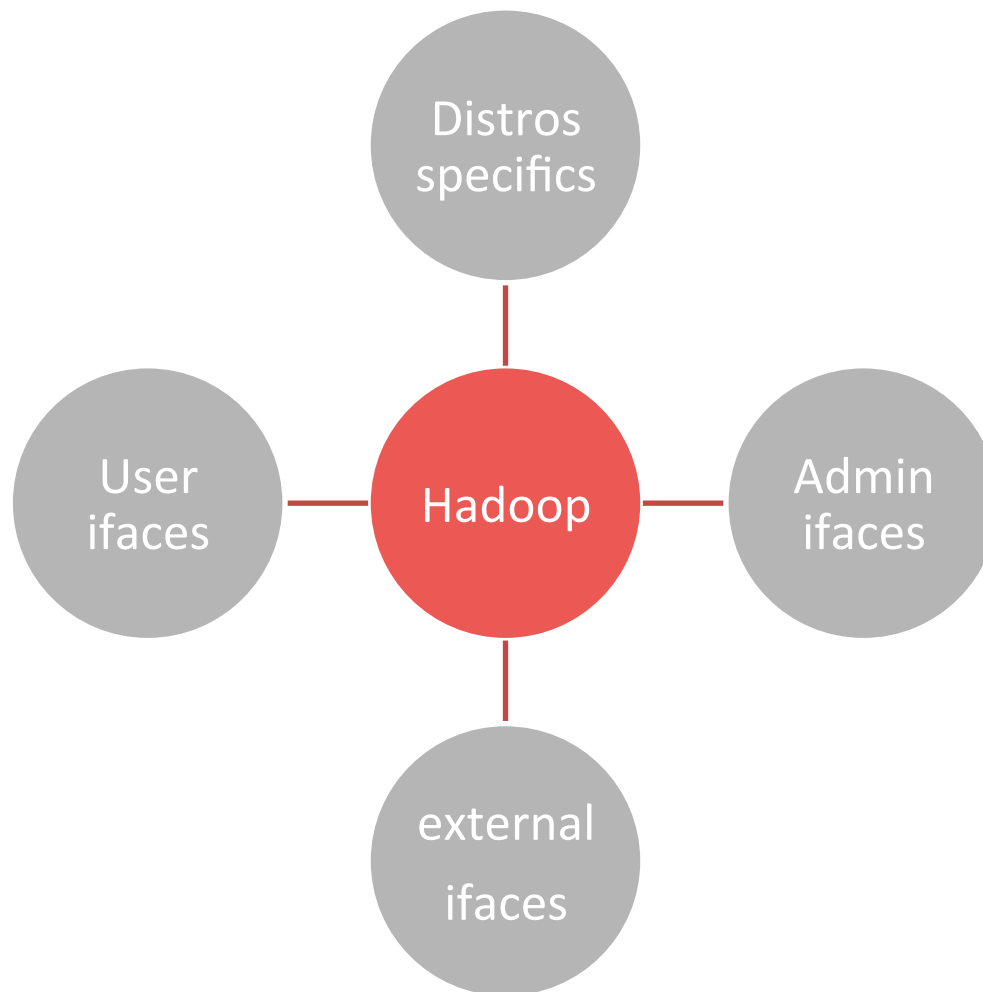 Distros
specifics
User
ifaces
Hadoop
Admin
ifaces
external
ifaces